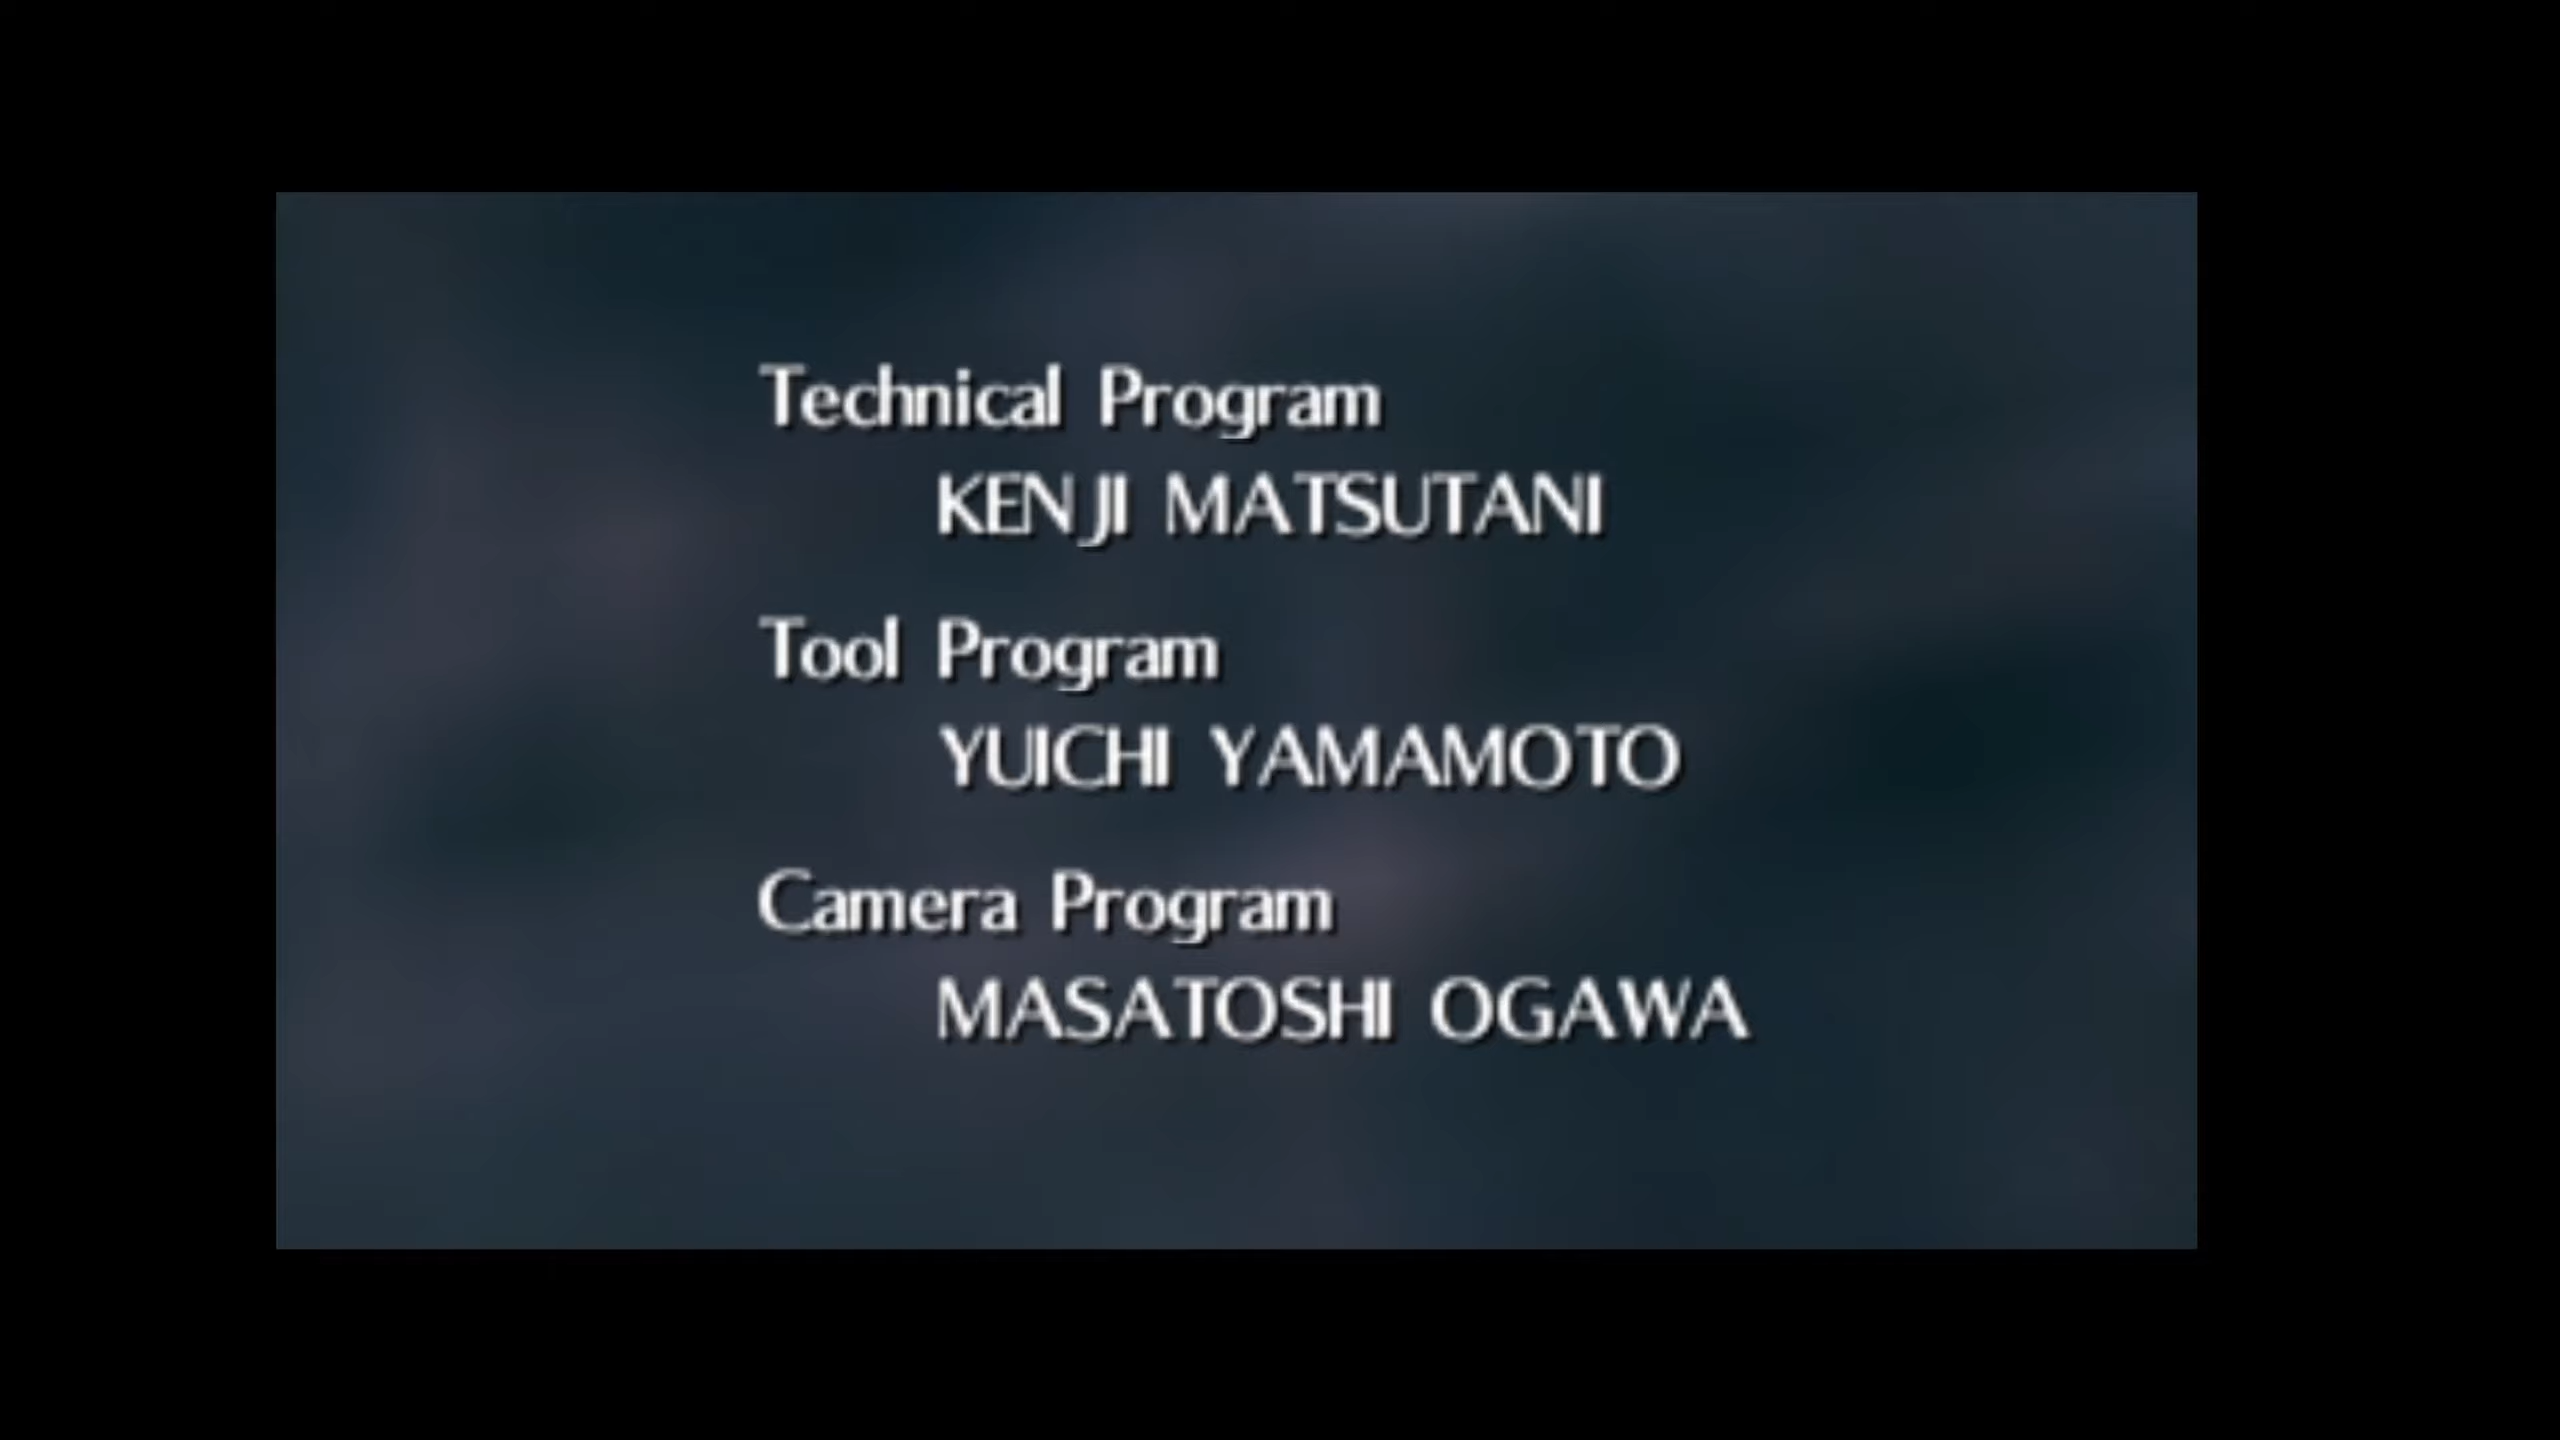 Technical Program
KENJI MATSUTANI
Tool Program
YUICHI YAMAMOTO
Camera Program
MASATOSHI OGAWA